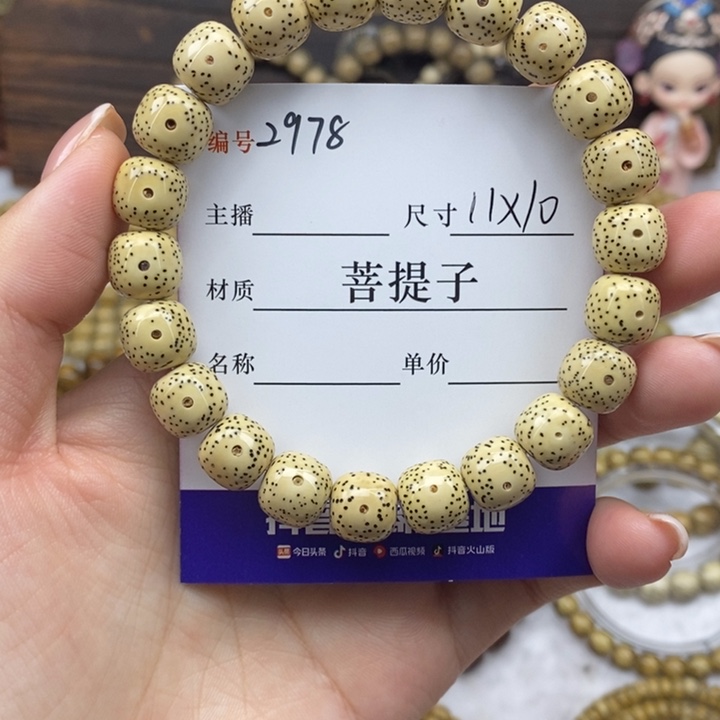 编号2978
主播 尺寸11X10
材质 菩提子
名称 单价
今日头条 抖音 西瓜视频 抖音火山版